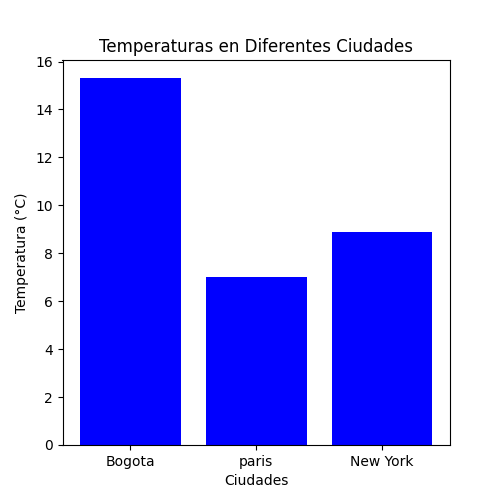 Temperaturas en Diferentes Ciudades
Temperatura (°C)
16
14
12
10
8
6
4
2
0
Bogota paris New York
Ciudades